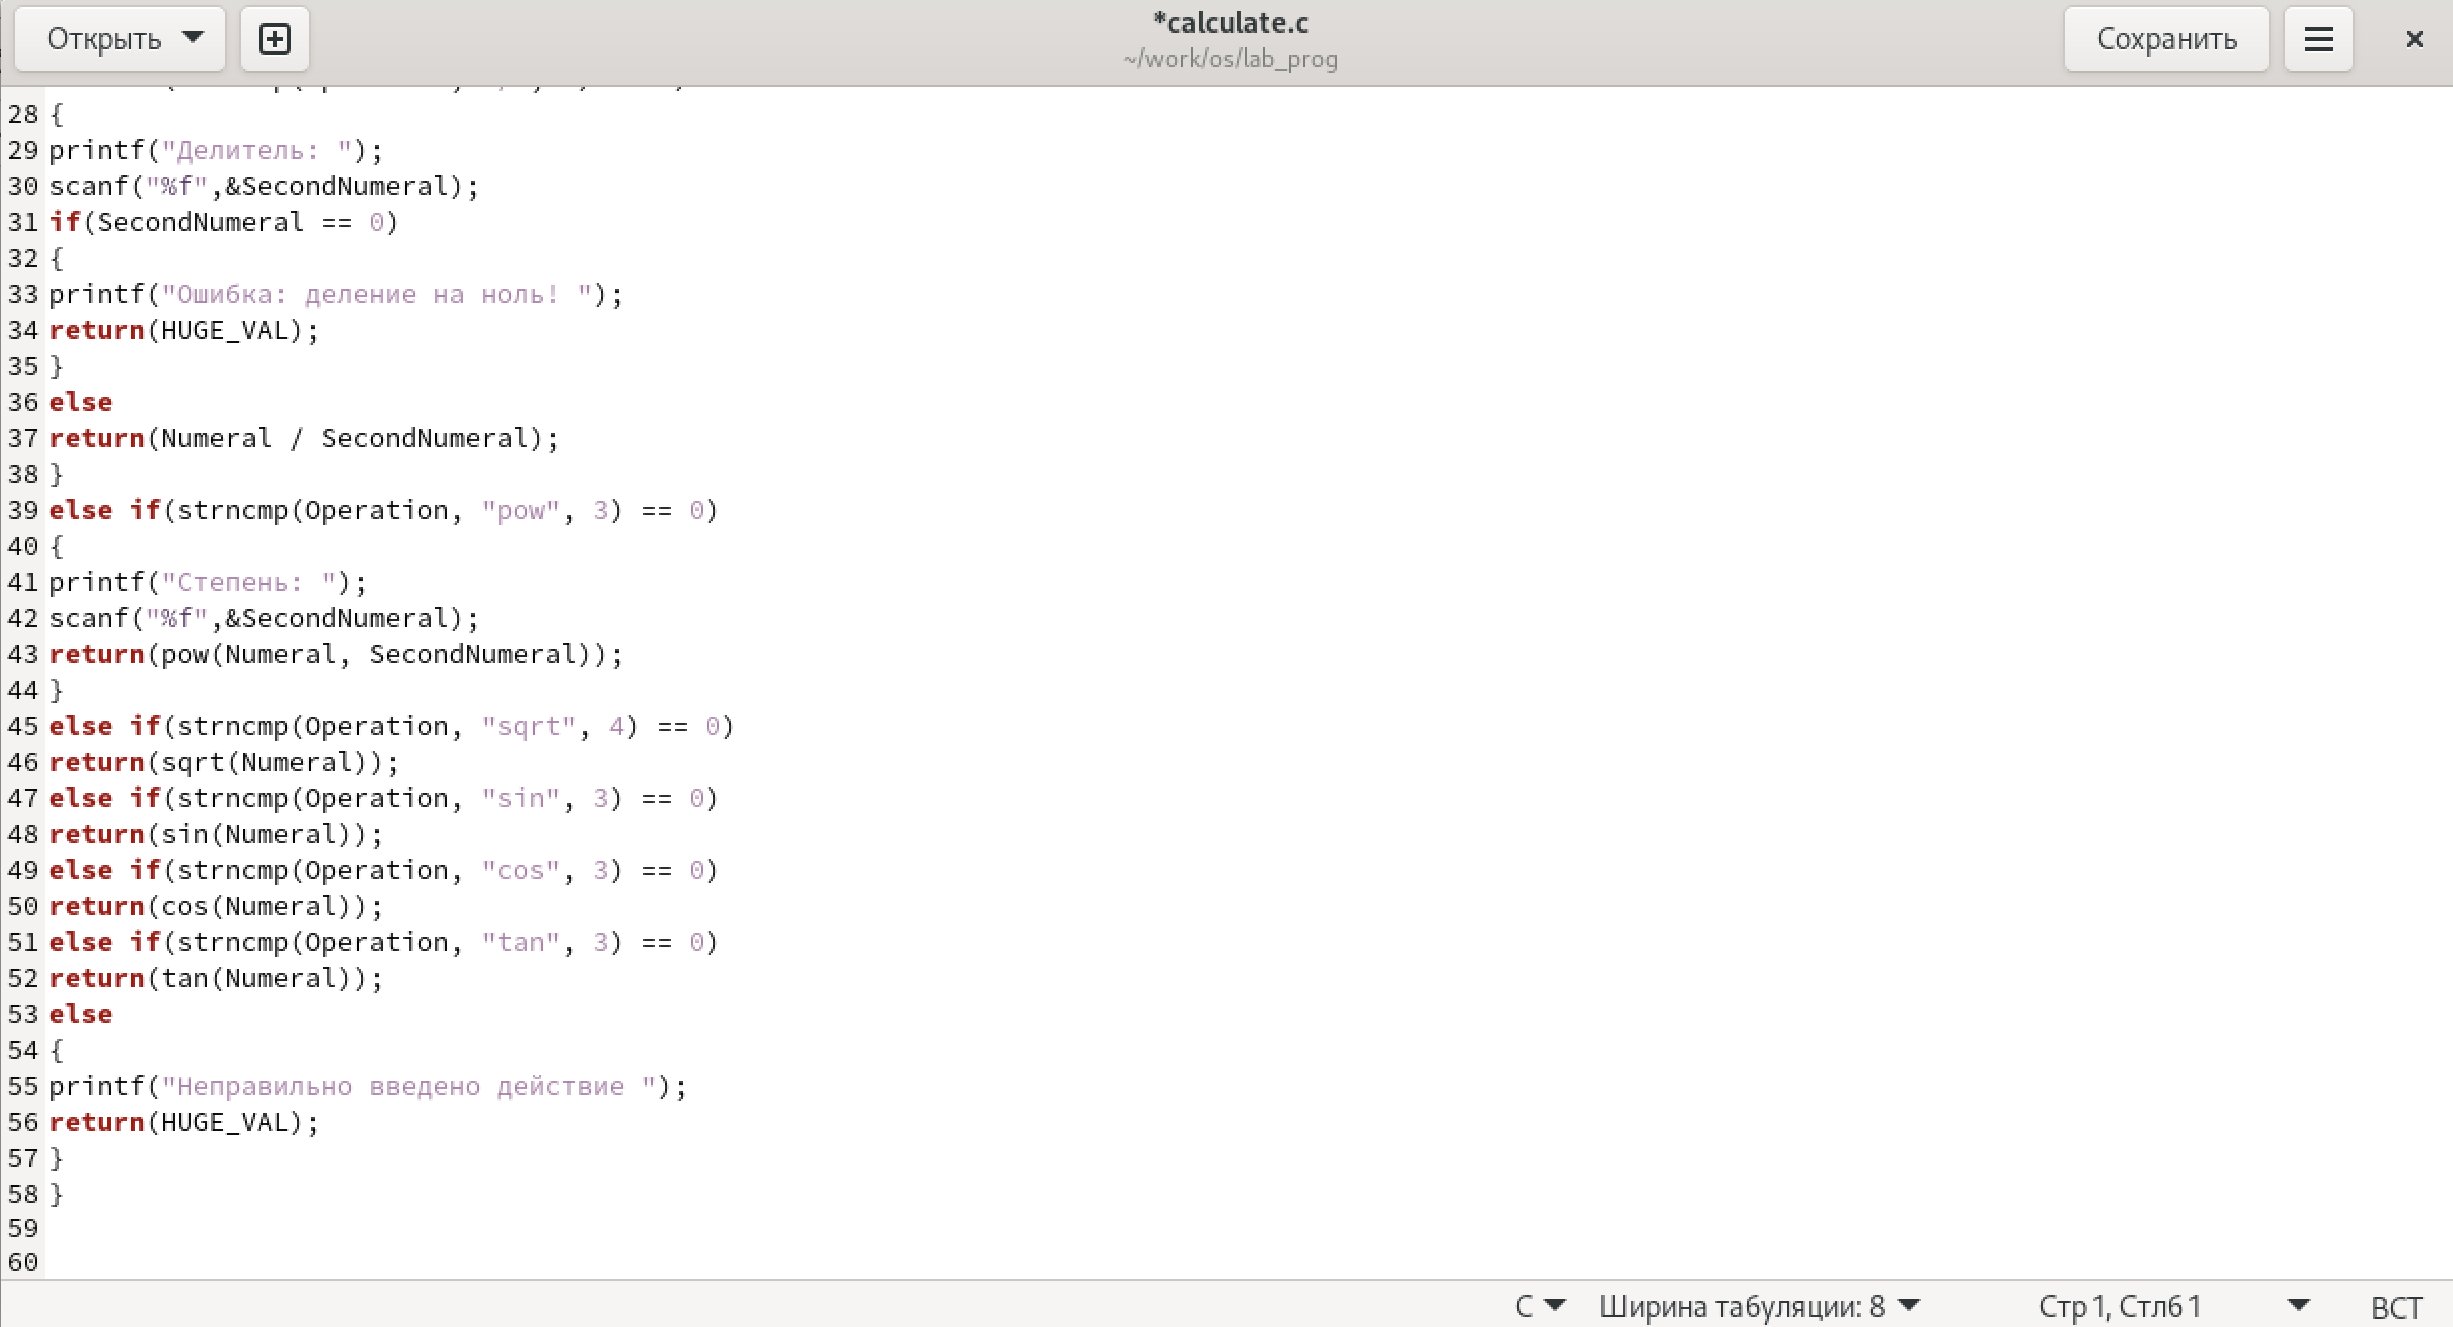 Открыть
*calculate.c
~/work/os/lab_prog
Сохранить
28 {
29 printf("Делитель: ");
30 scanf("%f",&SecondNumeral);
31 if(SecondNumeral == 0)
32 {
33 printf("Ошибка: деление на ноль! ");
34 return(HUGE_VAL);
35 }
36 else
37 return(Numeral / SecondNumeral);
38 }
39 else if(strncmp(Operation, "pow", 3) == 0)
40 {
41 printf("Степень: ");
42 scanf("%f",&SecondNumeral);
43 return(pow(Numeral, SecondNumeral));
44 }
45 else if(strncmp(Operation, "sqrt", 4) == 0)
46 return(sqrt(Numeral));
47 else if(strncmp(Operation, "sin", 3) == 0)
48 return(sin(Numeral));
49 else if(strncmp(Operation, "cos", 3) == 0)
50 return(cos(Numeral));
51 else if(strncmp(Operation, "tan", 3) == 0)
52 return(tan(Numeral));
53 else
54 {
55 printf("Неправильно введено действие ");
56 return(HUGE_VAL);
57 }
58 }
59
60
C Ширина табуляции: 8 Стр 1, Стлб 1 ВСТ